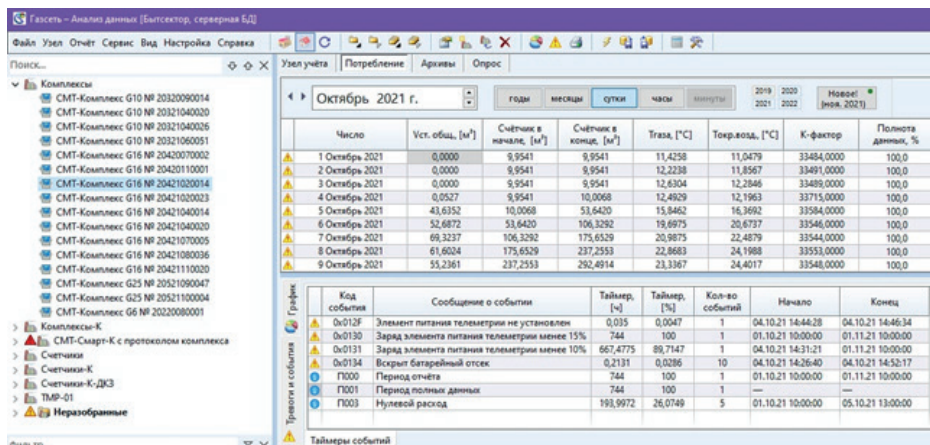 Газсеть – Анализ данных [Бытсектор, серверная БД]
Файл Узел Отчёт Сервис Вид Настройка Справка
Поиск...
Комплексы
СМТ-Комплекс G10 № 20320090014
СМТ-Комплекс G10 № 20321040020
СМТ-Комплекс G10 № 20321040026
СМТ-Комплекс G10 № 20321060051
СМТ-Комплекс G16 № 20420070002
СМТ-Комплекс G16 № 20420110001
СМТ-Комплекс G16 № 20421020014
СМТ-Комплекс G16 № 20421020023
СМТ-Комплекс G16 № 20421040014
СМТ-Комплекс G16 № 20421040020
СМТ-Комплекс G16 № 20421070005
СМТ-Комплекс G16 № 20421080036
СМТ-Комплекс G16 № 20421110020
СМТ-Комплекс G25 № 20521090047
СМТ-Комплекс G25 № 20521100004
СМТ-Комплекс G6 № 20220080001
Комплексы-К
СМТ-Смарт-К с протоколом комплекса
Счетчики
Счетчики-К
Счетчики-К-ДКЗ
ТМР-01
Неразобранные
Узел учёта Потребление Архивы Опрос
Октябрь 2021 г.
годы месяцы сутки часы минуты
2019 2020
2021 2022
Новое!
(ноя. 2021)
Число Vст. общ., [м³] Счётчик в начале, [м³] Счётчик в конце, [м³] Tгаза, [°C] Tокр.возд., [°C] К-фактор Полнота данных, %
1 Октябрь 2021 0,0000 9,9541 9,9541 11,4258 11,0479 33484,0000 100,0
2 Октябрь 2021 0,0000 9,9541 9,9541 12,2238 11,8567 33491,0000 100,0
3 Октябрь 2021 0,0000 9,9541 9,9541 12,6304 12,2846 33489,0000 100,0
4 Октябрь 2021 0,0527 9,9541 10,0068 12,4929 12,1963 33715,0000 100,0
5 Октябрь 2021 43,6352 10,0068 53,6420 15,8462 16,3692 33584,0000 100,0
6 Октябрь 2021 52,6872 53,6420 106,3292 19,6975 20,6737 33546,0000 100,0
7 Октябрь 2021 69,3237 106,3292 175,6529 20,9875 22,4879 33544,0000 100,0
8 Октябрь 2021 61,6024 175,6529 237,2553 22,8683 24,1988 33553,0000 100,0
9 Октябрь 2021 55,2361 237,2553 292,4914 23,3367 24,4017 33548,0000 100,0
График
Тревоги и события
Код события Сообщение о событии Таймер, [ч] Таймер, [%] Кол-во событий Начало Конец
0x012F Элемент питания телеметрии не установлен 0,035 0,0047 1 04.10.21 14:44:28 04.10.21 14:46:34
0x0130 Заряд элемента питания телеметрии менее 15% 744 100 1 01.10.21 10:00:00 01.11.21 10:00:00
0x0131 Заряд элемента питания телеметрии менее 10% 667,4775 89,7147 1 04.10.21 14:31:21 01.11.21 10:00:00
0x0134 Вскрыт батарейный отсек 0,2131 0,0286 10 04.10.21 14:26:40 04.10.21 14:52:17
П000 Период отчёта 744 100 1 01.10.21 10:00:00 01.11.21 10:00:00
П001 Период полных данных 744 100 1 — —
П003 Нулевой расход 193,9972 26,0749 5 01.10.21 10:00:00 05.10.21 13:00:00
Таймеры событий